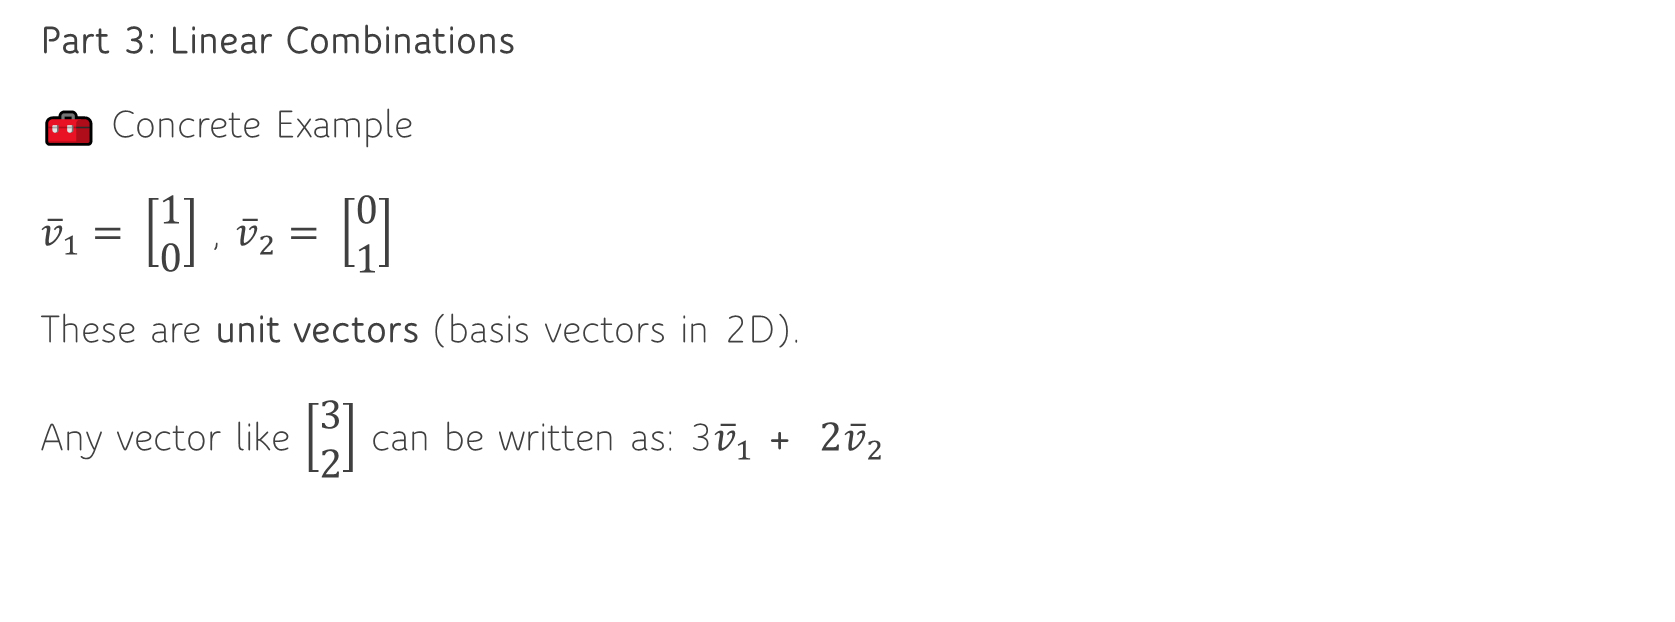 Part 3: Linear Combinations
🧰 Concrete Example
v̄₁ = [1 0] , v̄₂ = [0 1]
These are unit vectors (basis vectors in 2D).
Any vector like [3 2] can be written as: 3v̄₁ + 2v̄₂